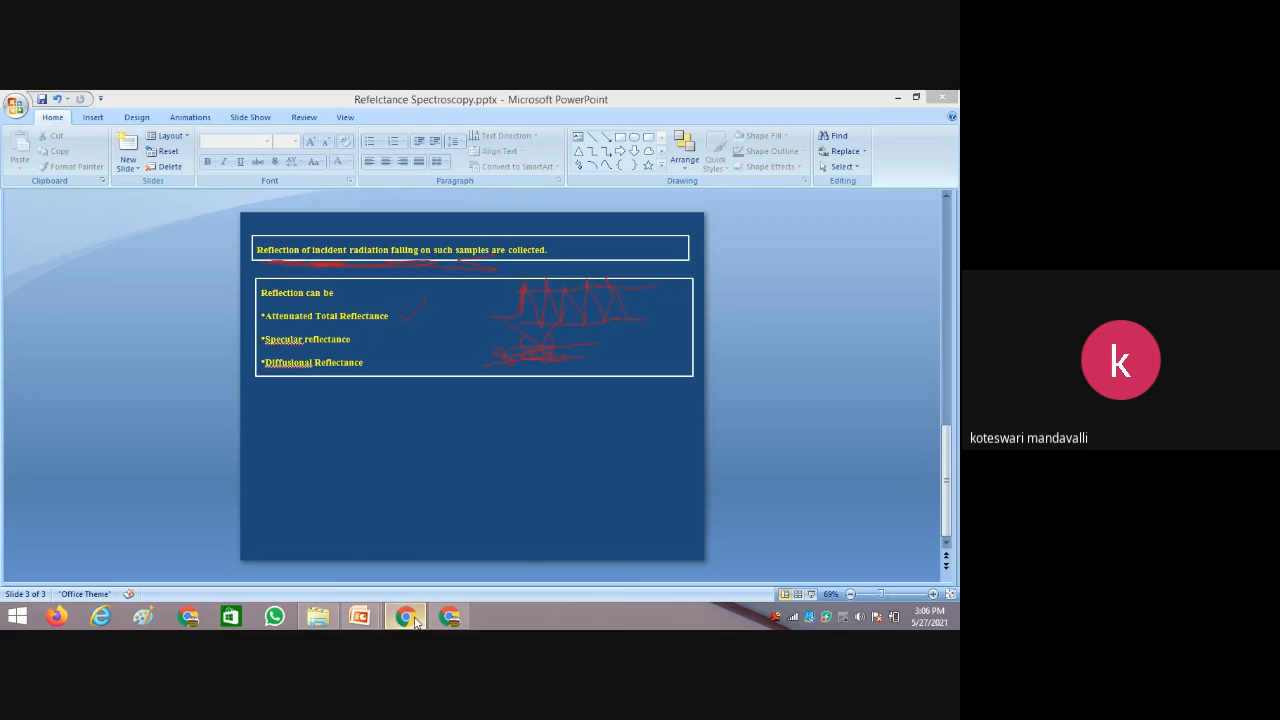 Refelctance Spectroscopy.pptx - Microsoft PowerPoint
Home Insert Design Animations Slide Show Review View
Cut Layout Text Direction Shape Fill Find
Paste Copy New Slide Reset Align Text Arrange Quick Styles Shape Outline Replace
Format Painter Delete B I U abc S AV Aa A Convert to SmartArt Shape Effects Select
Clipboard Slides Font Paragraph Drawing Editing
Reflection of incident radiation falling on such samples are collected.
Reflection can be
*Attenuated Total Reflectance
*Specular reflectance
*Diffusional Reflectance
k
koteswari mandavalli
Slide 3 of 3 "Office Theme" 69%
3:06 PM
5/27/2021